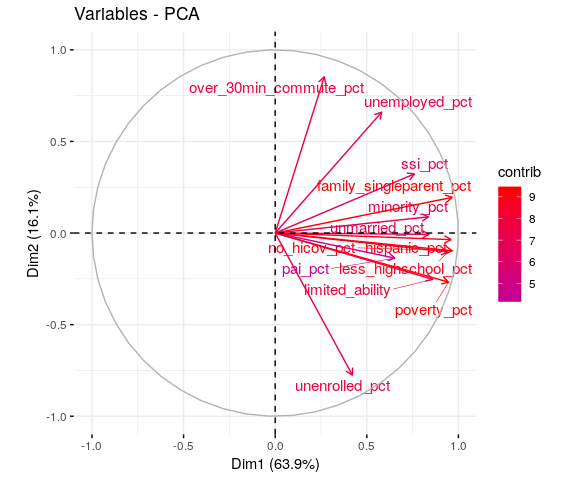 Variables - PCA
1.0
over_30min_commute_pct
unemployed_pct
0.5
ssi_pct
family_singleparent_pct
minority_pct
unmarried_pct
0.0
no_hicov_pct
hispanic_pct
pai_pct
less_highschool_pct
limited_ability
poverty_pct
-0.5
unenrolled_pct
-1.0
-1.0 -0.5 0.0 0.5 1.0
Dim1 (63.9%)
Dim2 (16.1%)
contrib
9
8
7
6
5